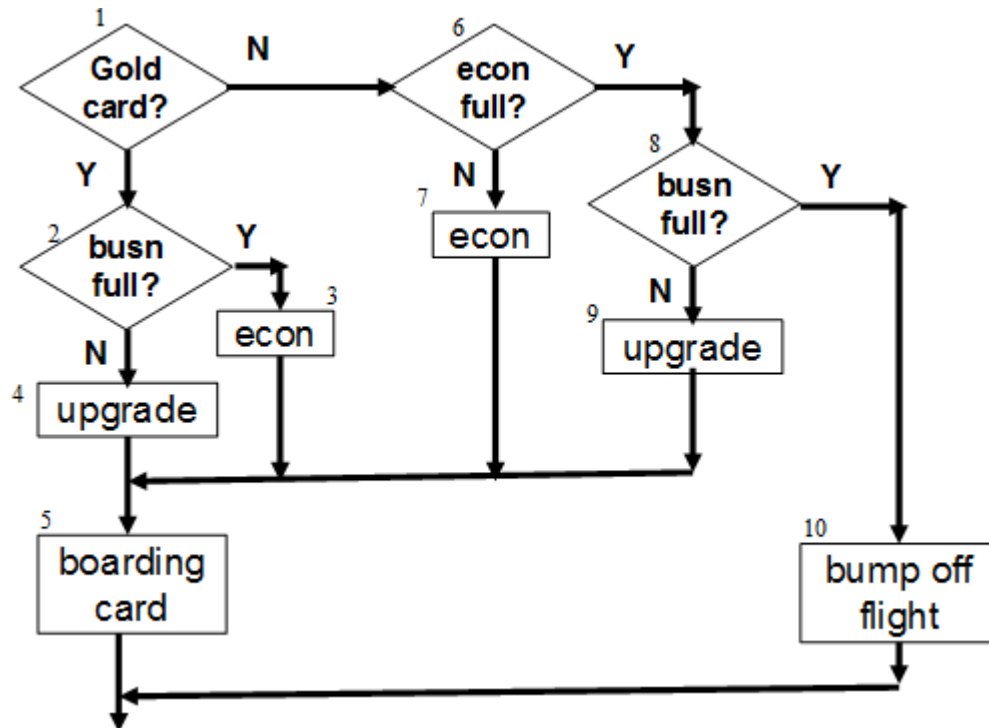 1
Gold
card?
N
6
econ
full?
Y
Y
N
8
busn
full?
Y
2
busn
full?
Y
7
econ
N
3
econ
N
9
upgrade
4
upgrade
5
boarding
card
10
bump off
flight